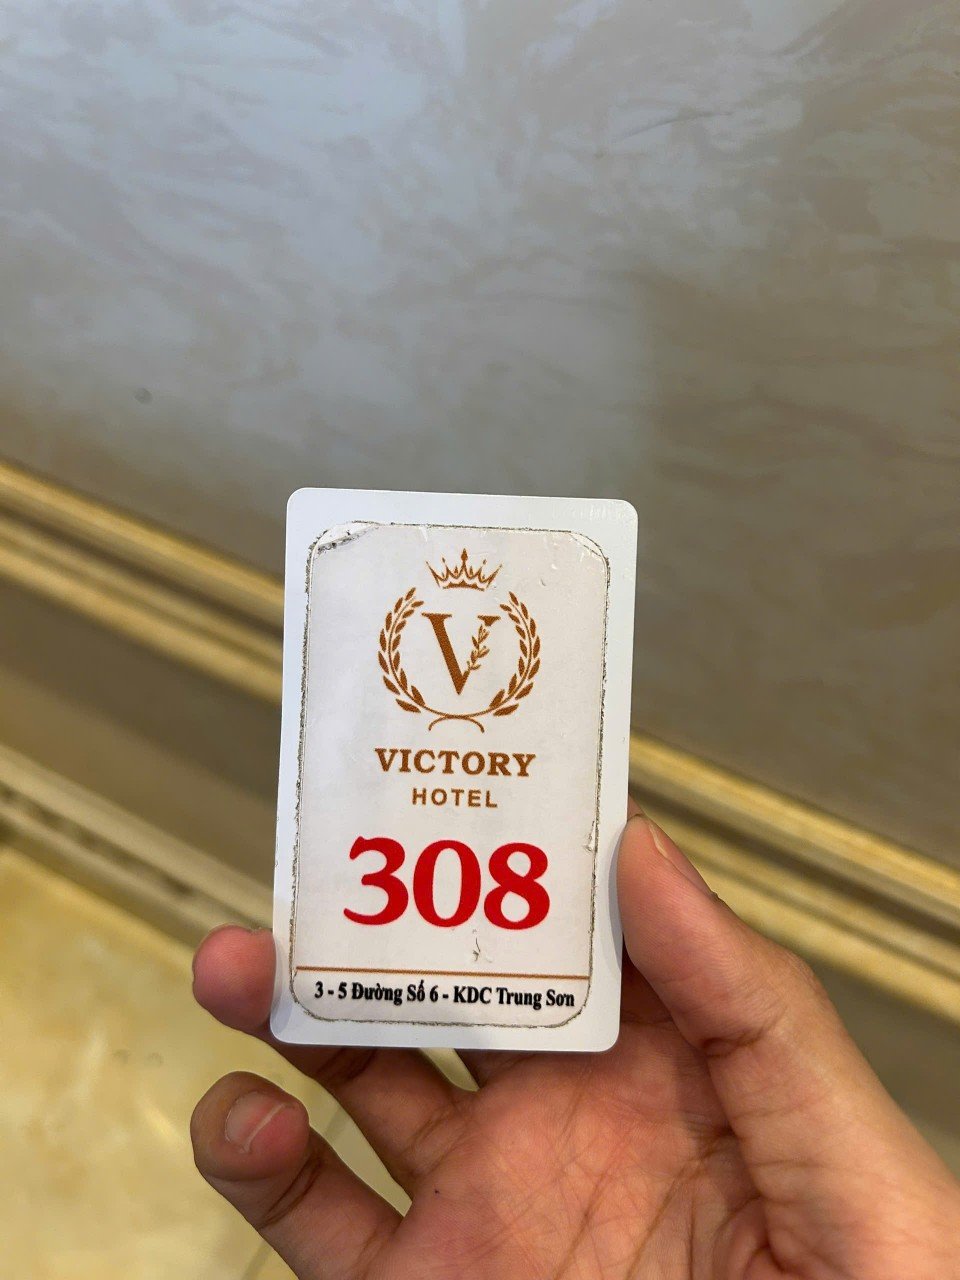 V
VICTORY
HOTEL
308
3 - 5 Đường Số 6 - KDC Trung Sơn